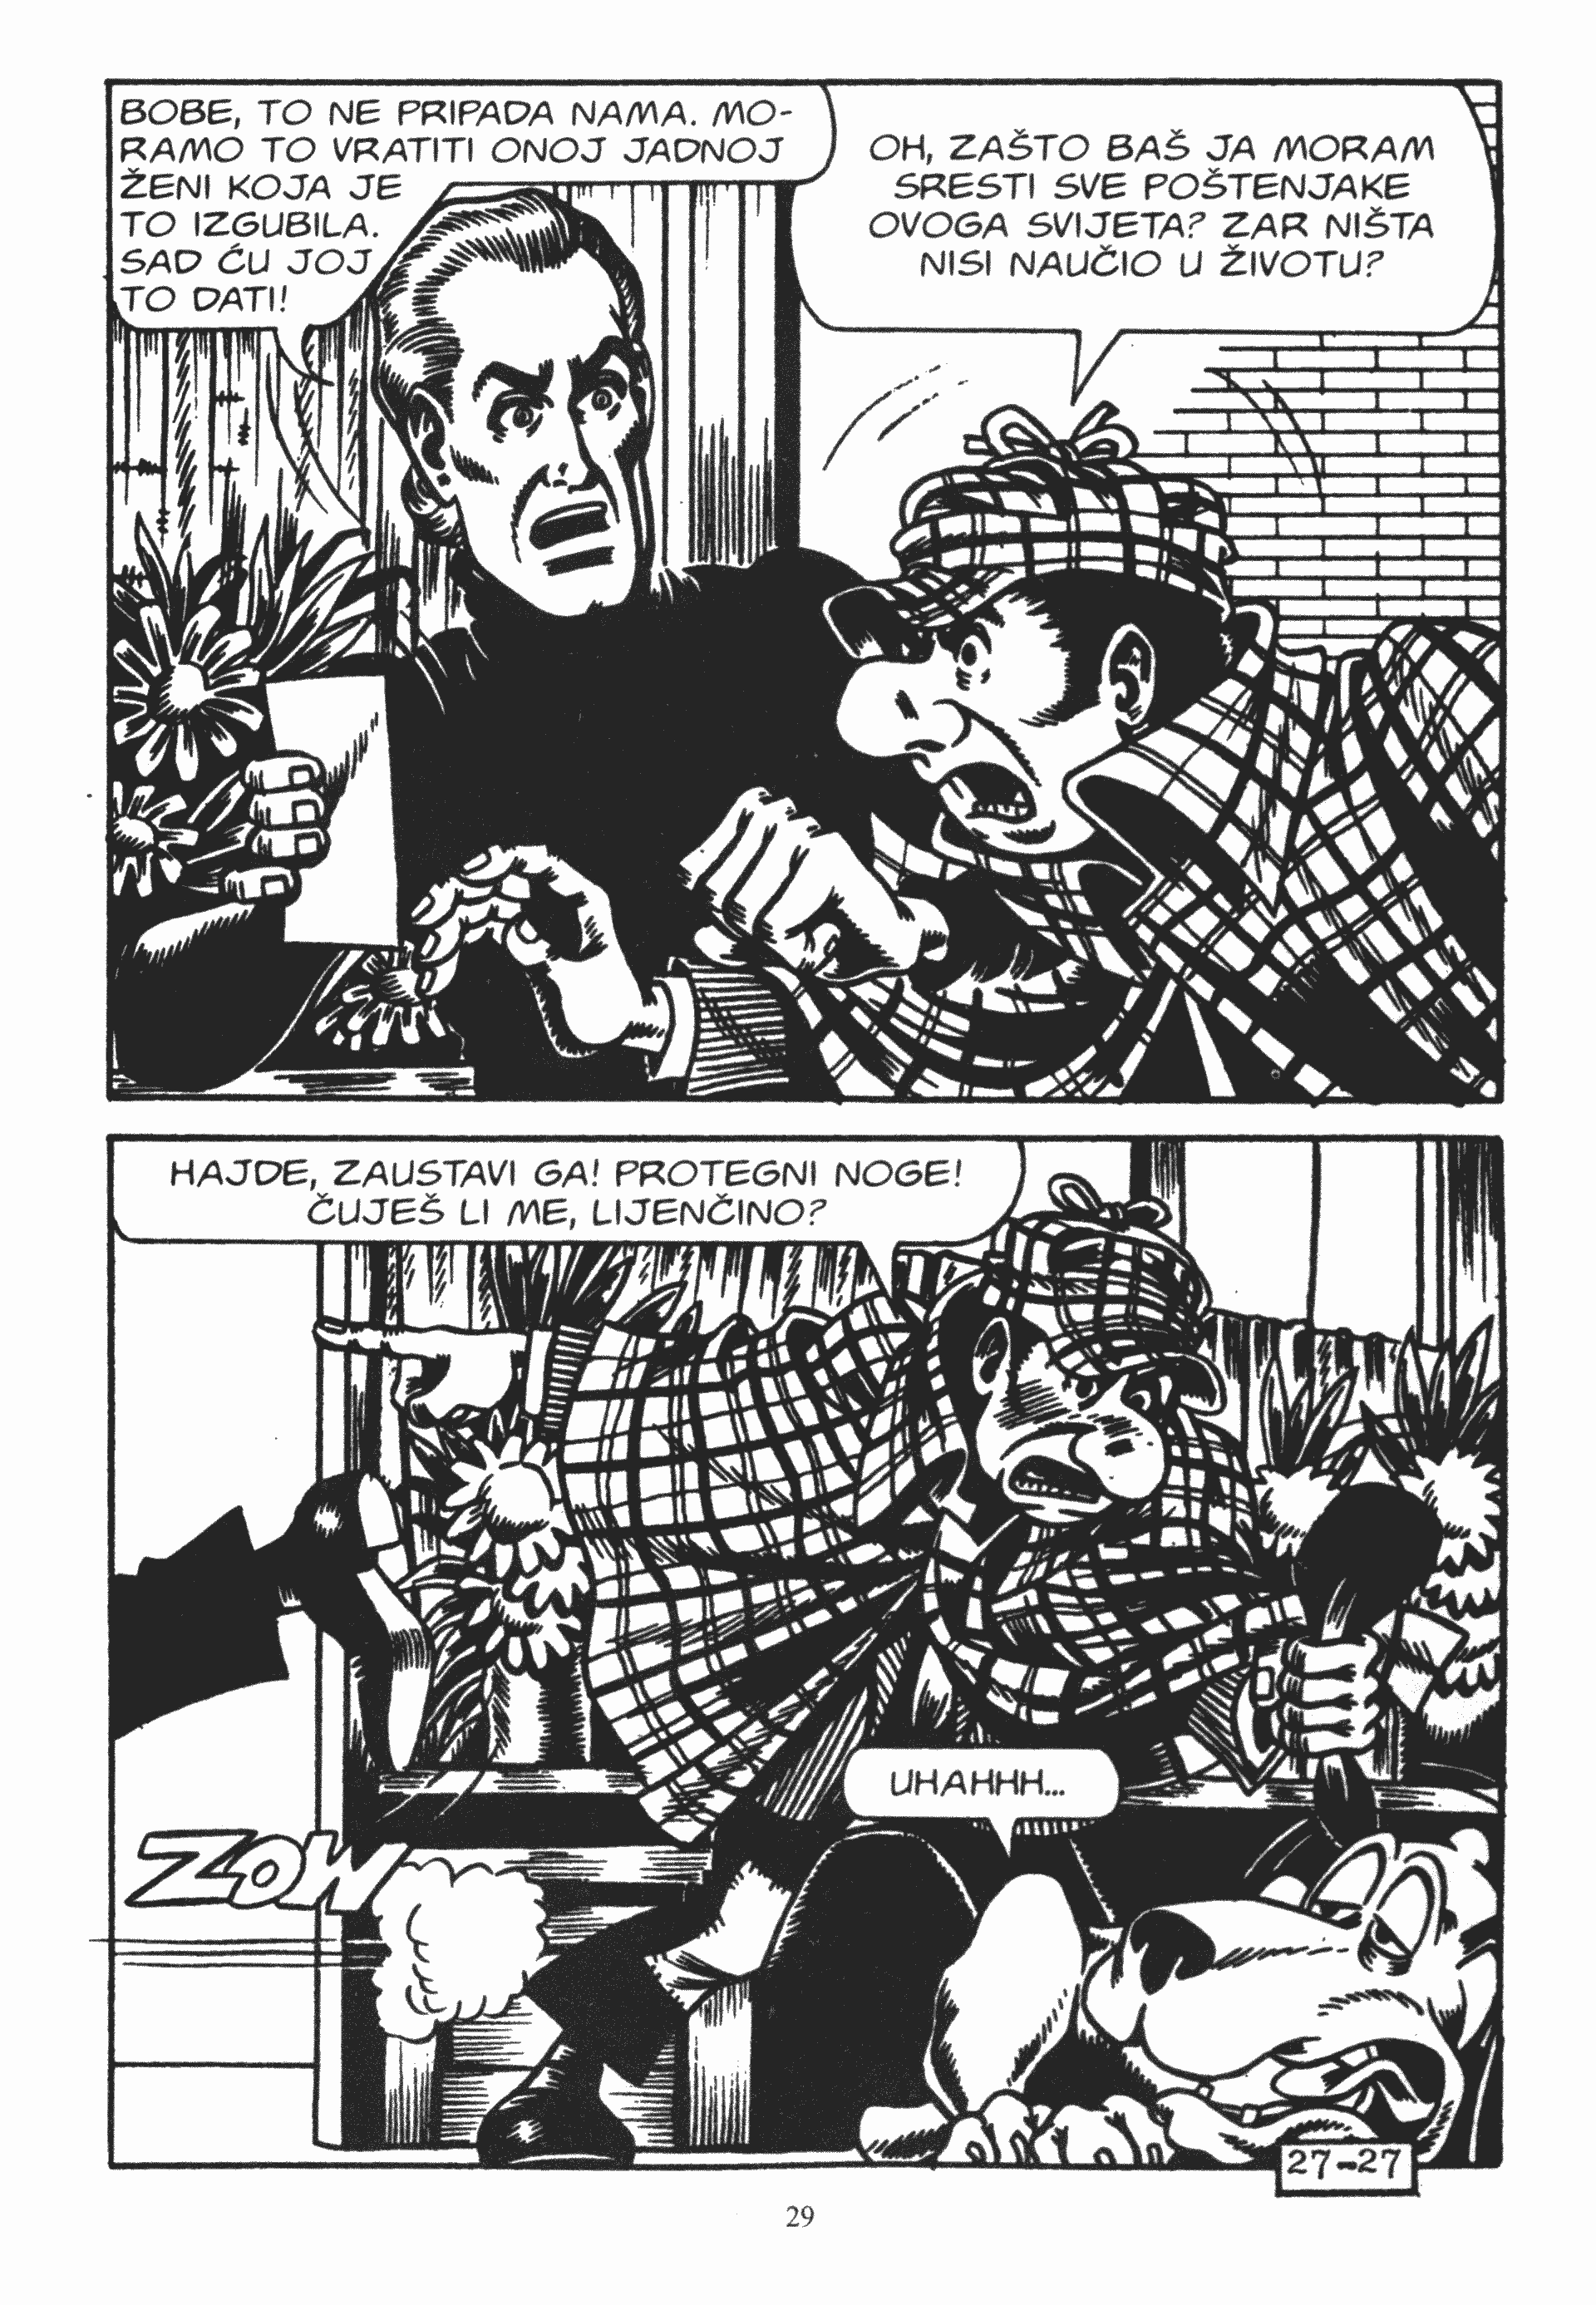 BOBE, TO NE PRIPADA NAMA. MO-
RAMO TO VRATITI ONOJ JADNOJ
ŽENI KOJA JE
TO IZGUBILA.
SAD ĆU JOJ
TO DATI!
OH, ZAŠTO BAŠ JA MORAM
SRESTI SVE POŠTENJAKE
OVOGA SVIJETA? ZAR NIŠTA
NISI NAUČIO U ŽIVOTU?
HAJDE, ZAUSTAVI GA! PROTEGNI NOGE!
ČUJEŠ LI ME, LIJENČINO?
UHAHHH...
ZOW
27-27
29